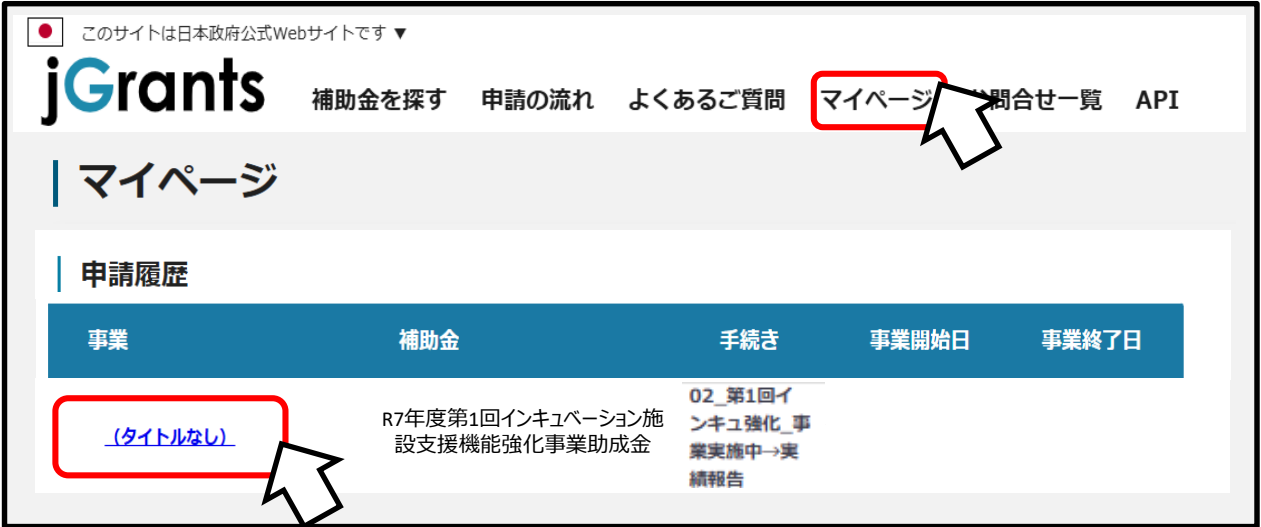 このサイトは日本政府公式Webサイトです ▼
jGrants 補助金を探す 申請の流れ よくあるご質問 マイページ 問合せ一覧 API
マイページ
申請履歴
事業 補助金 手続き 事業開始日 事業終了日
（タイトルなし）
R7年度第1回インキュベーション施
設支援機能強化事業助成金
02_第1回イ
ンキュ強化_事
業実施中→実
績報告